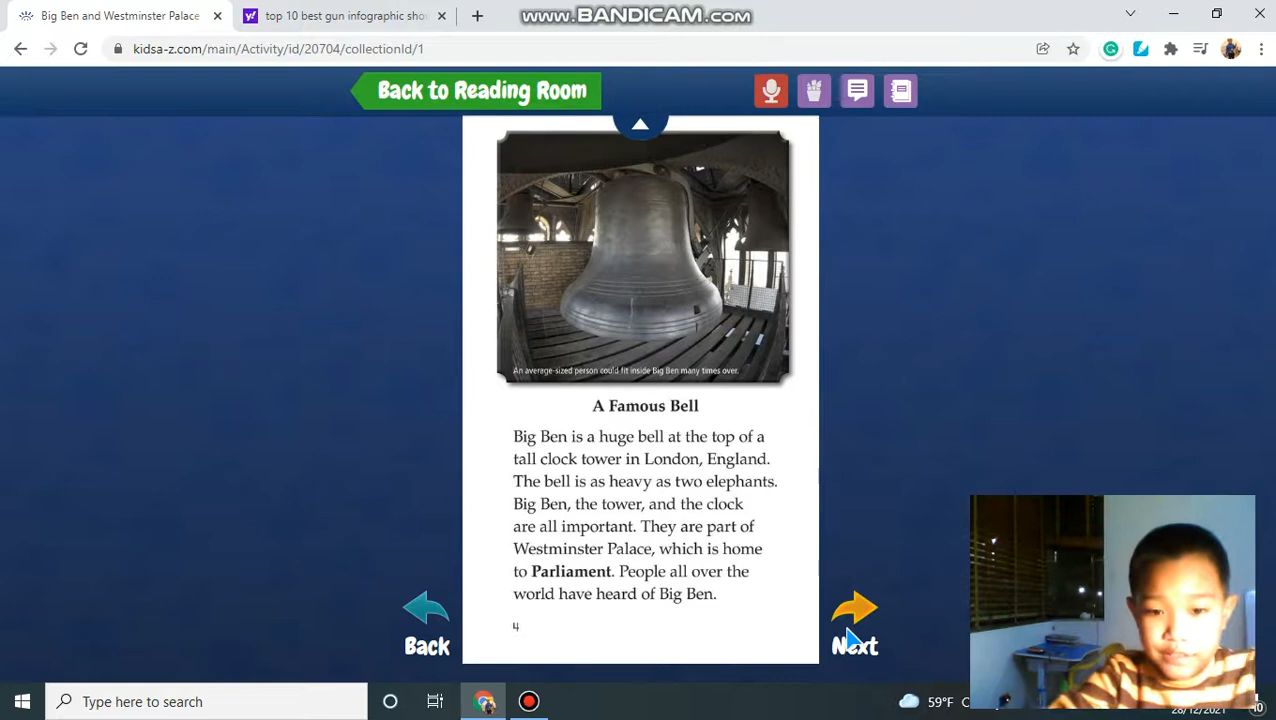 Big Ben and Westminster Palace
top 10 best gun infographic sho
www.BANDICAM.com
kidsa-z.com/main/Activity/id/20704/collectionId/1
Back to Reading Room
An average-sized person could fit inside Big Ben many times over.
A Famous Bell
Big Ben is a huge bell at the top of a
tall clock tower in London, England.
The bell is as heavy as two elephants.
Big Ben, the tower, and the clock
are all important. They are part of
Westminster Palace, which is home
to Parliament. People all over the
world have heard of Big Ben.
4
Back
Next
Type here to search
59°F
28/12/2021
10